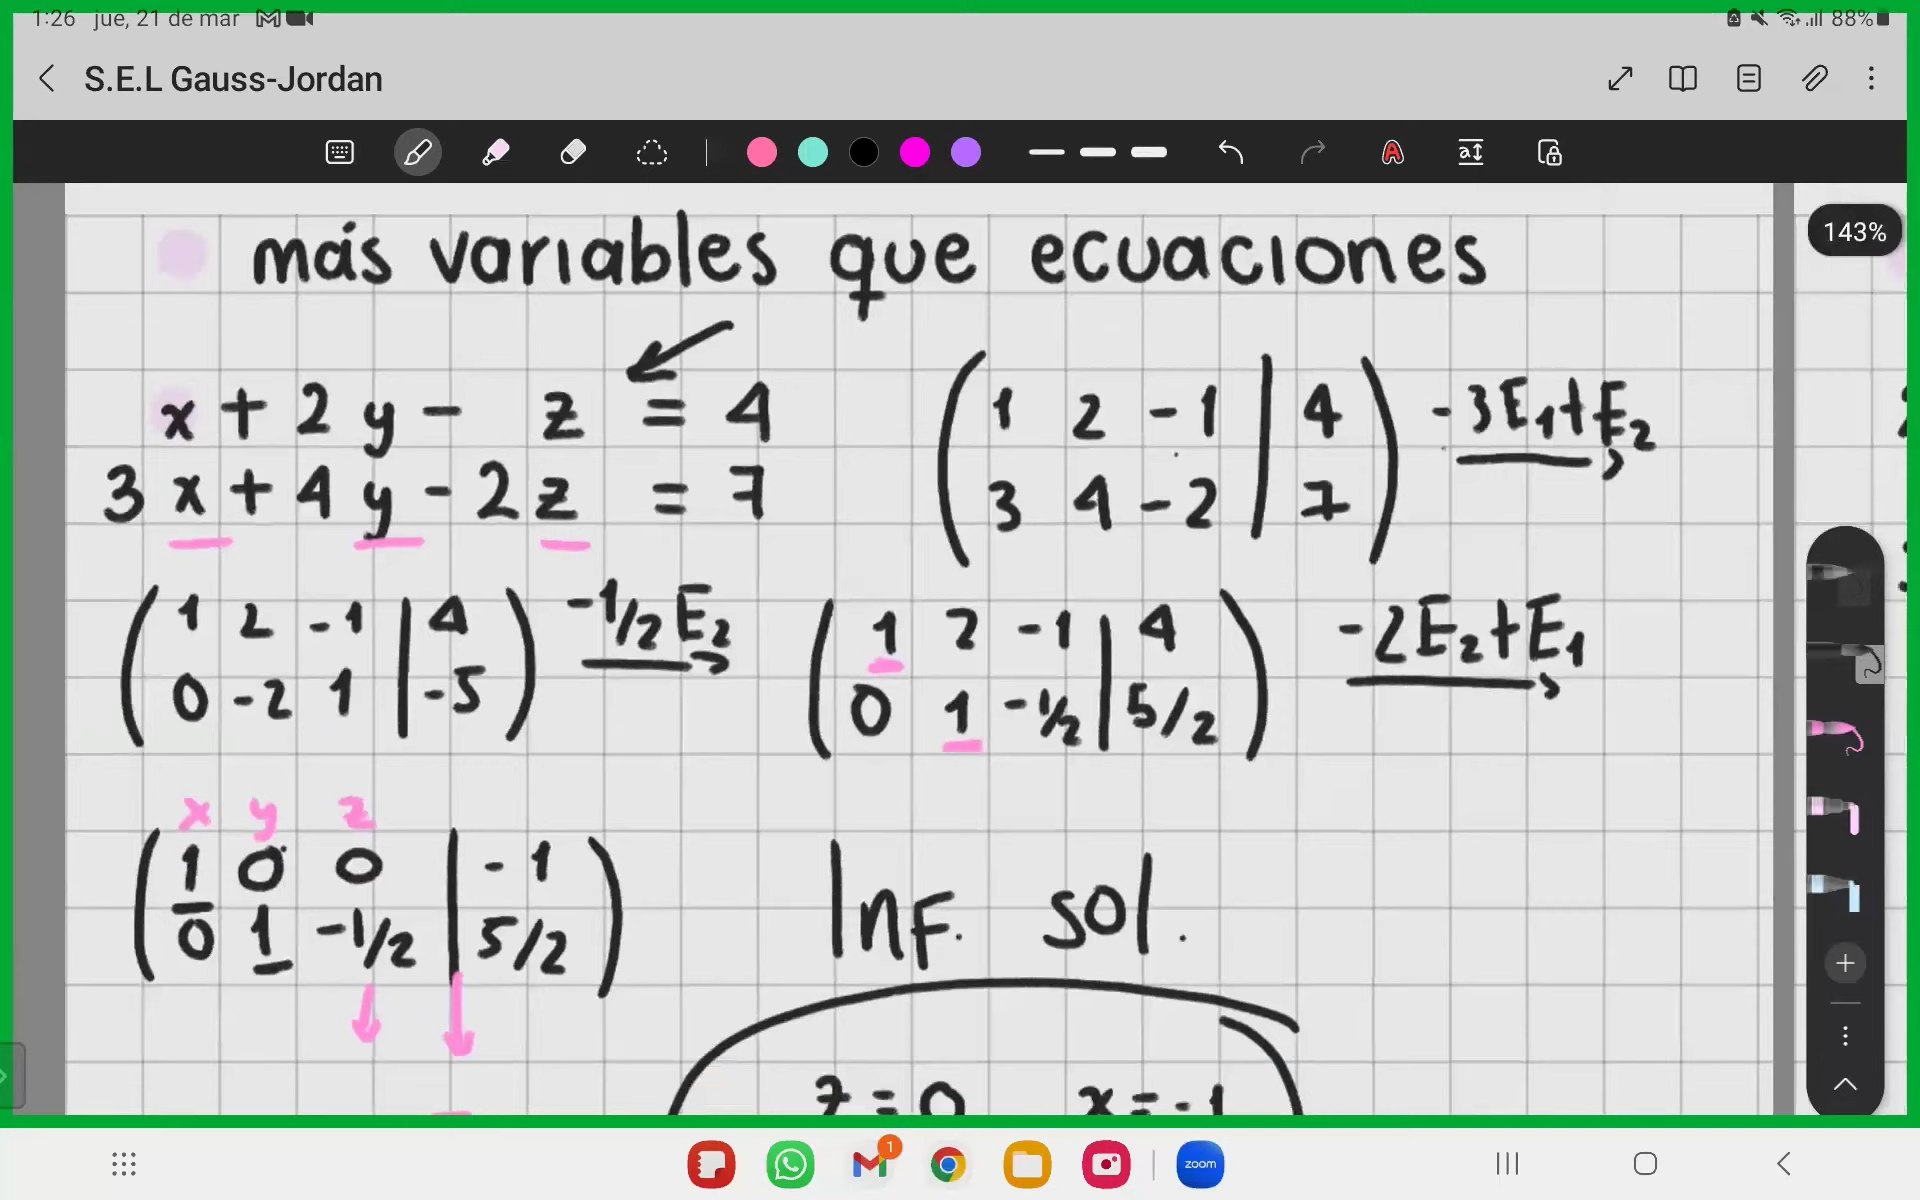 1:26 jue, 21 de mar 88%
S.E.L Gauss-Jordan
143%
más variables que ecuaciones
x + 2y - z = 4
3x + 4y - 2z = 7
( 1 2 -1 | 4 ) -3E₁+E₂
( 3 4 -2 | 7 )
( 1 2 -1 | 4 ) -1/2 E₂
( 0 -2 1 | -5 )
( 1 2 -1 | 4 ) -2E₂+E₁
( 0 1 -1/2 | 5/2 )
x y z
( 1 0 0 | -1 )
( 0 1 -1/2 | 5/2 )
Inf. sol.
z = 0 x = -1
1
zoom